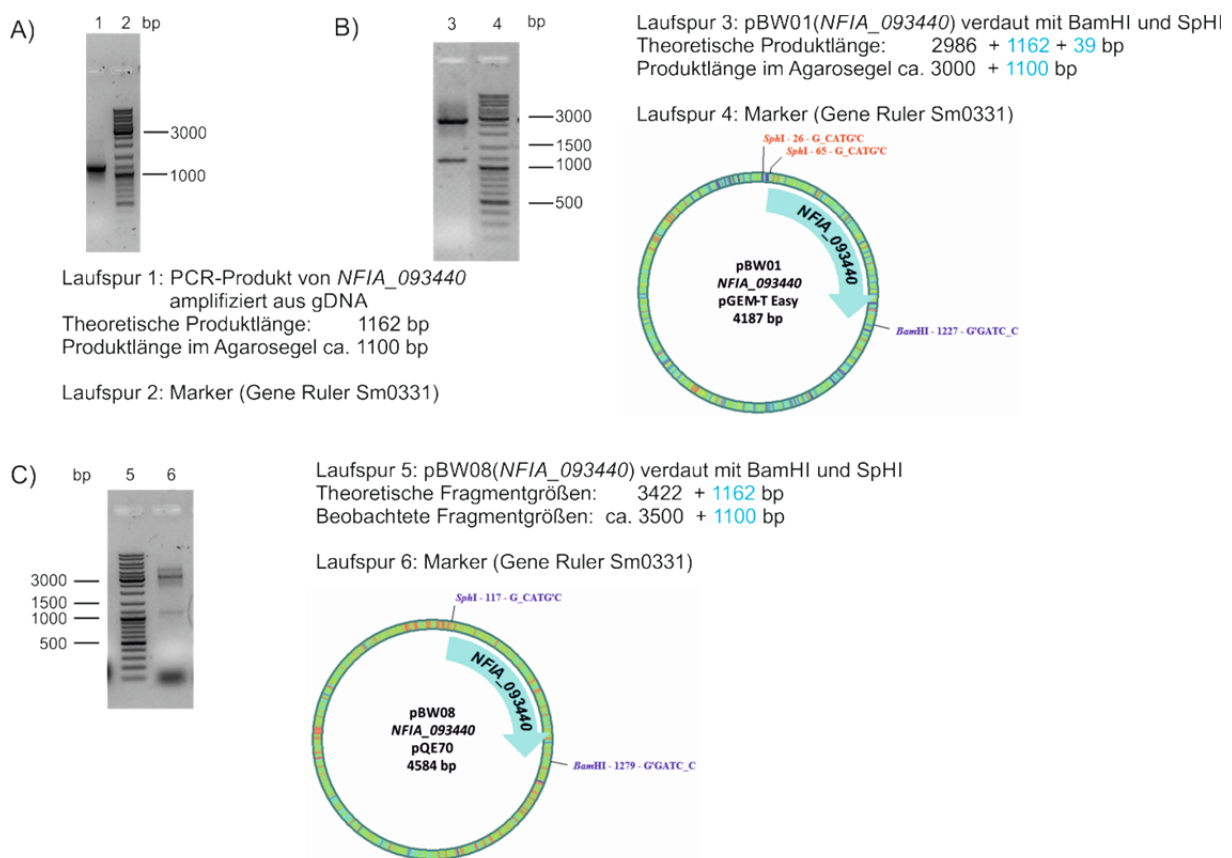 A)
1 2 bp
3000
1000
Laufspur 1: PCR-Produkt von NFIA_093440
amplifiziert aus gDNA
Theoretische Produktlänge: 1162 bp
Produktlänge im Agarosegel ca. 1100 bp
Laufspur 2: Marker (Gene Ruler Sm0331)
B)
3 4 bp
3000
1500
1000
500
Laufspur 3: pBW01(NFIA_093440) verdaut mit BamHI und SpHI
Theoretische Produktlänge: 2986 + 1162 + 39 bp
Produktlänge im Agarosegel ca. 3000 + 1100 bp
Laufspur 4: Marker (Gene Ruler Sm0331)
SphI - 26 - G_CATG'C
SphI - 65 - G_CATG'C
NFIA_093440
pBW01
NFIA_093440
pGEM-T Easy
4187 bp
BamHI - 1227 - G'GATC_C
C)
bp 5 6
3000
1500
1000
500
Laufspur 5: pBW08(NFIA_093440) verdaut mit BamHI und SpHI
Theoretische Fragmentgrößen: 3422 + 1162 bp
Beobachtete Fragmentgrößen: ca. 3500 + 1100 bp
Laufspur 6: Marker (Gene Ruler Sm0331)
SphI - 117 - G_CATG'C
NFIA_093440
pBW08
NFIA_093440
pQE70
4584 bp
BamHI - 1279 - G'GATC_C